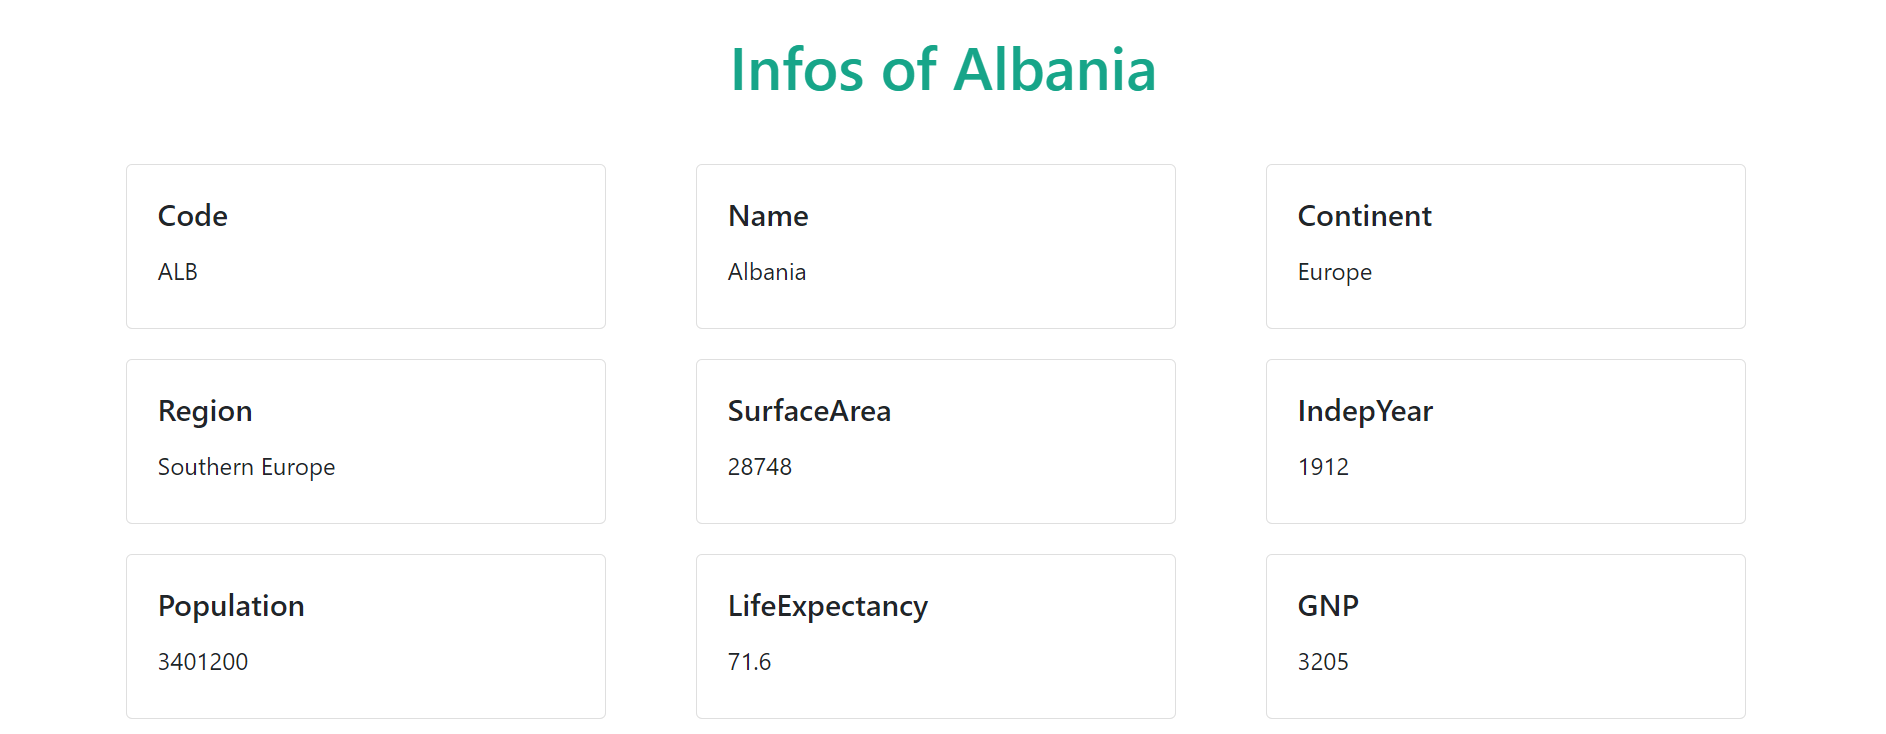 Infos of Albania
Code
ALB
Name
Albania
Continent
Europe
Region
Southern Europe
SurfaceArea
28748
IndepYear
1912
Population
3401200
LifeExpectancy
71.6
GNP
3205